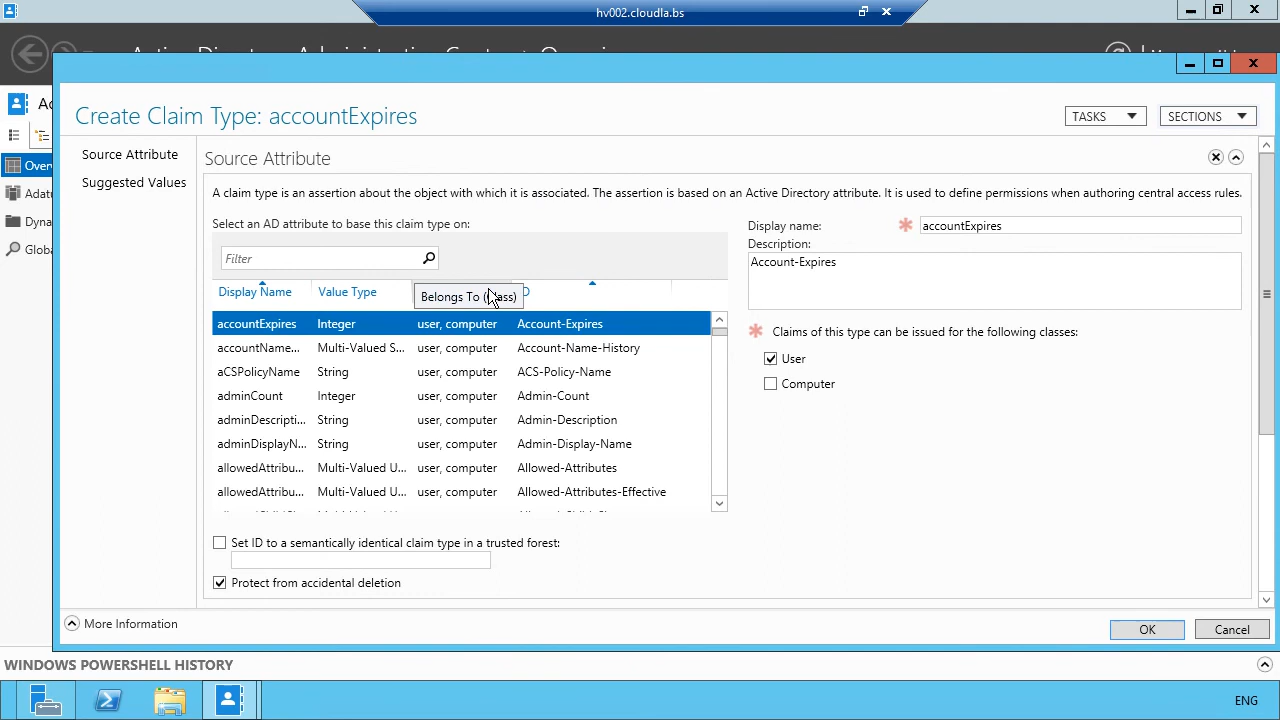 hv002.cloudla.bs
Create Claim Type: accountExpires
TASKS
SECTIONS
Source Attribute
Suggested Values
Overv
Adatu
Dyna
Globa
Source Attribute
A claim type is an assertion about the object with which it is associated. The assertion is based on an Active Directory attribute. It is used to define permissions when authoring central access rules.
Select an AD attribute to base this claim type on:
Filter
Display Name Value Type
Belongs To (Class)
accountExpires Integer user, computer Account-Expires
accountName... Multi-Valued S... user, computer Account-Name-History
aCSPolicyName String user, computer ACS-Policy-Name
adminCount Integer user, computer Admin-Count
adminDescripti... String user, computer Admin-Description
adminDisplayN... String user, computer Admin-Display-Name
allowedAttribu... Multi-Valued U... user, computer Allowed-Attributes
allowedAttribu... Multi-Valued U... user, computer Allowed-Attributes-Effective
Set ID to a semantically identical claim type in a trusted forest:
Protect from accidental deletion
Display name: accountExpires
Description:
Account-Expires
Claims of this type can be issued for the following classes:
User
Computer
More Information
OK
Cancel
WINDOWS POWERSHELL HISTORY
ENG